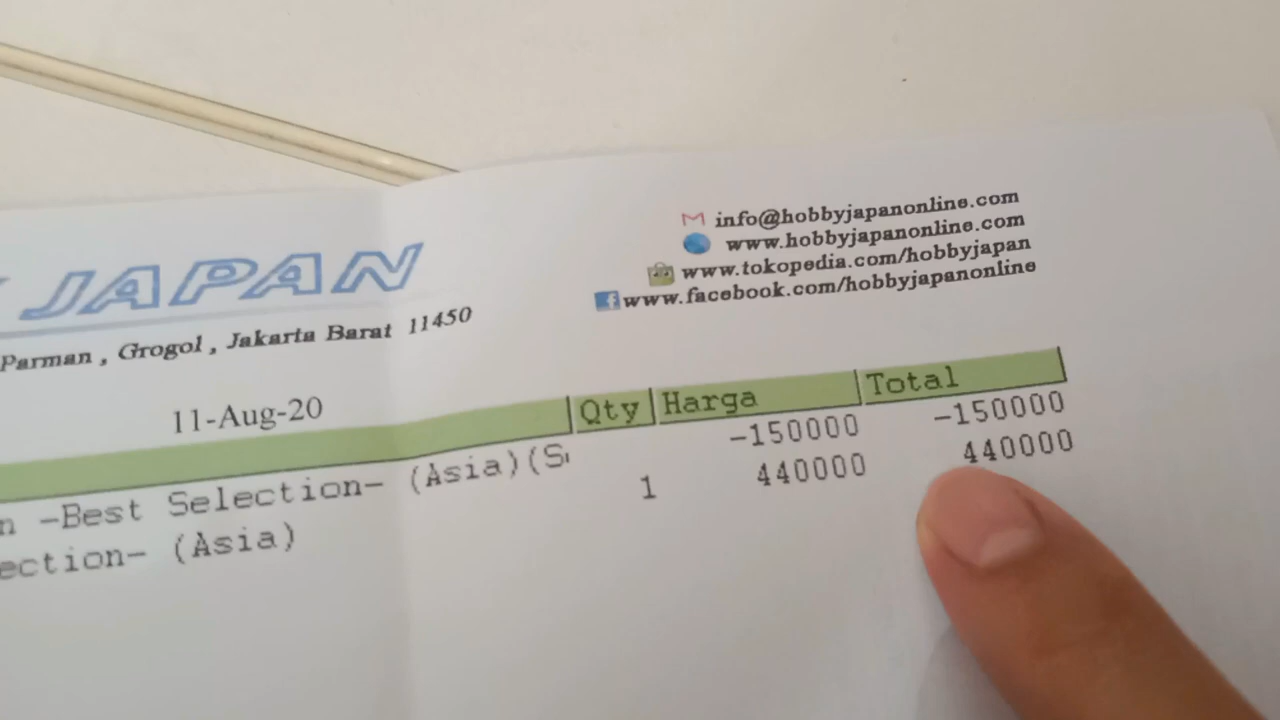 JAPAN
Parman , Grogol , Jakarta Barat 11450
info@hobbyjapanonline.com
www.hobbyjapanonline.com
www.tokopedia.com/hobbyjapan
www.facebook.com/hobbyjapanonline
11-Aug-20
Qty Harga Total
n -Best Selection- (Asia)(S -150000 -150000
ection- (Asia) 1 440000 440000